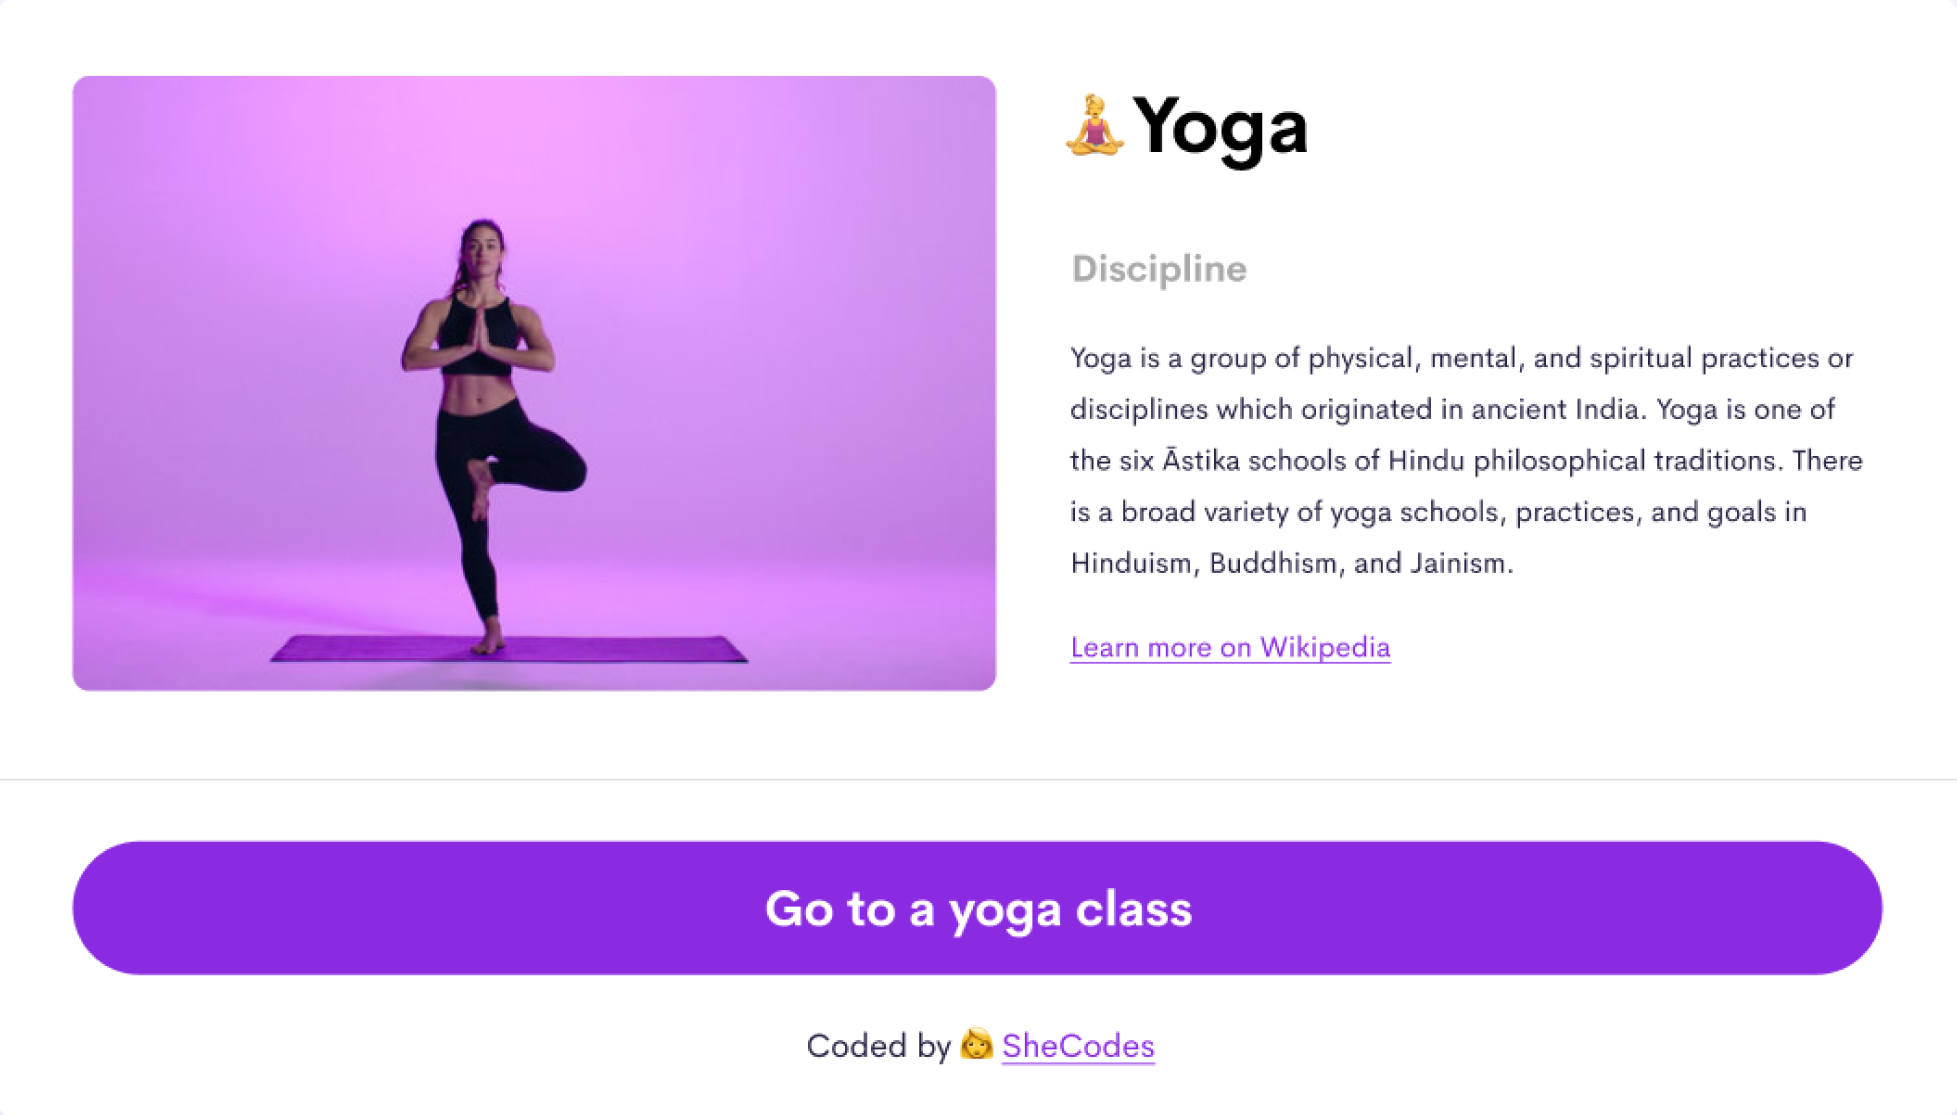 🧘‍♀️Yoga
Discipline
Yoga is a group of physical, mental, and spiritual practices or
disciplines which originated in ancient India. Yoga is one of
the six Āstika schools of Hindu philosophical traditions. There
is a broad variety of yoga schools, practices, and goals in
Hinduism, Buddhism, and Jainism.
Learn more on Wikipedia
Go to a yoga class
Coded by 👩 SheCodes